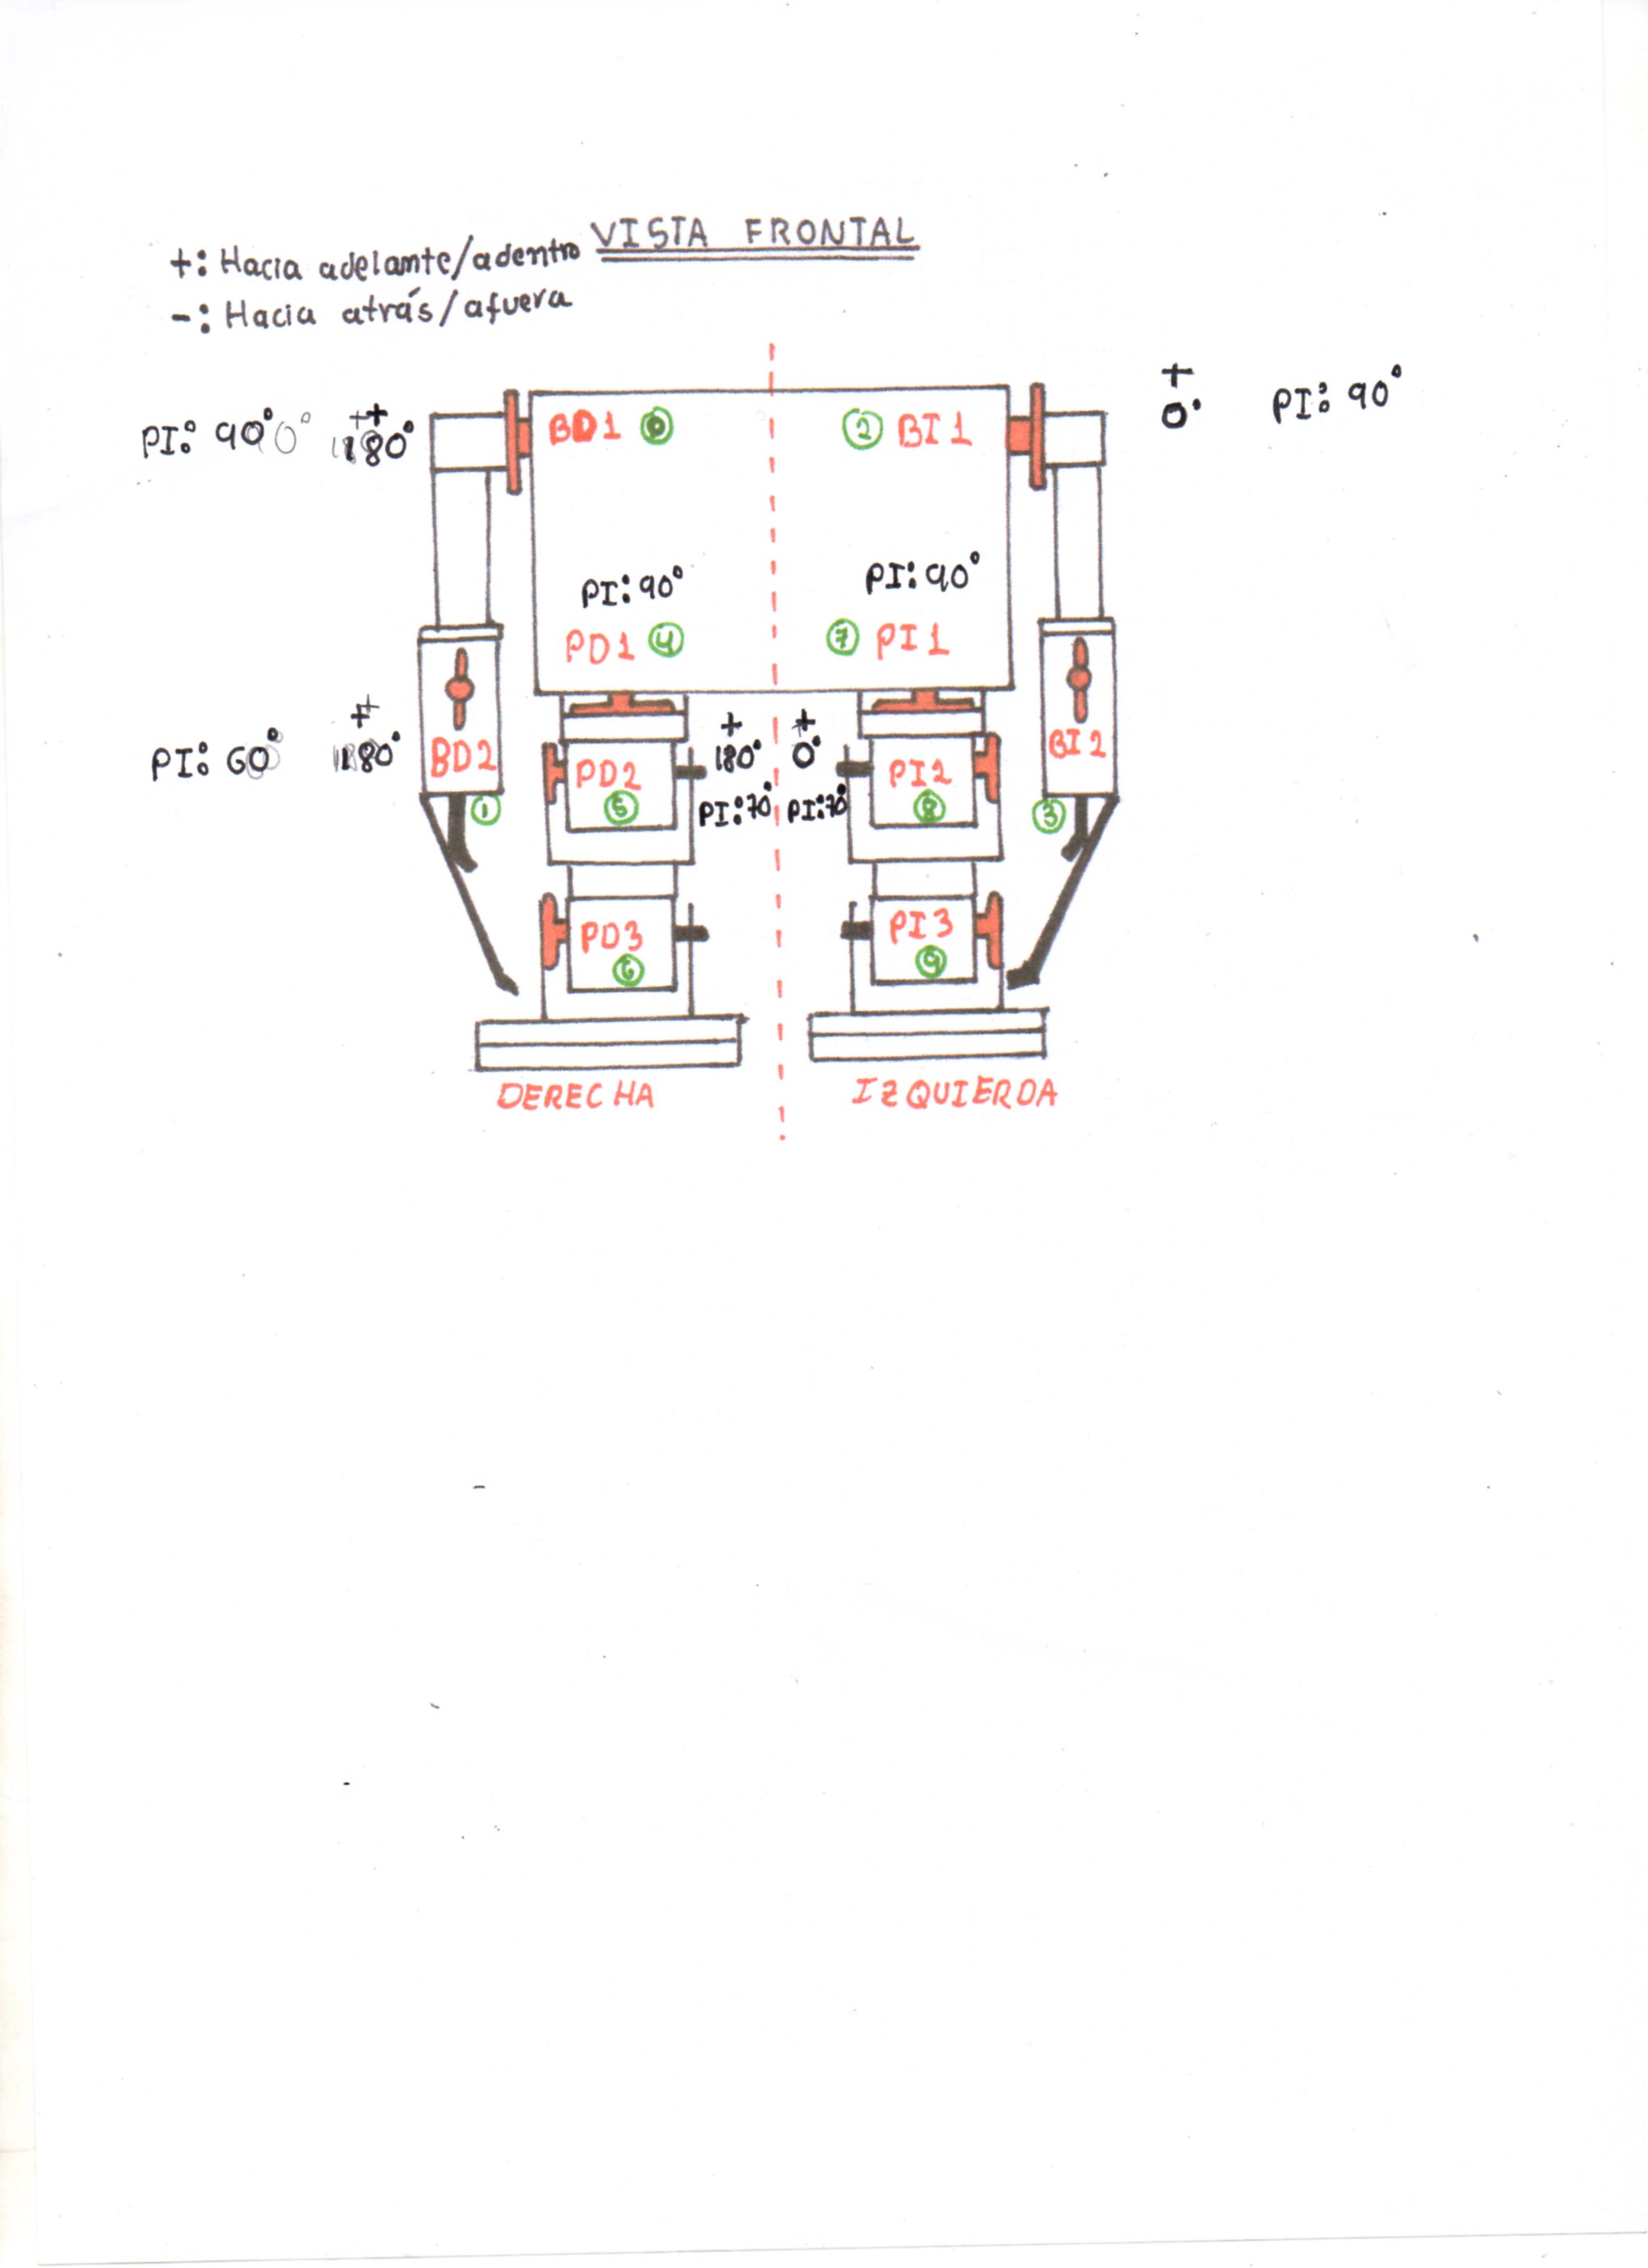 VISTA FRONTAL
+: Hacia adelante/adentro
-: Hacia atrás/afuera
PI: 90° + 180°
BD1 0
2 BI1
+ 0° PI: 90°
PI: 90°
PI: 90°
PD1 4
7 PI1
PI: 60° + 180°
BD2
1
PD2
5
+ 180°
PI: 70°
+ 0°
PI: 70°
PI2
8
BI2
3
PD3
6
PI3
9
DERECHA
IZQUIERDA